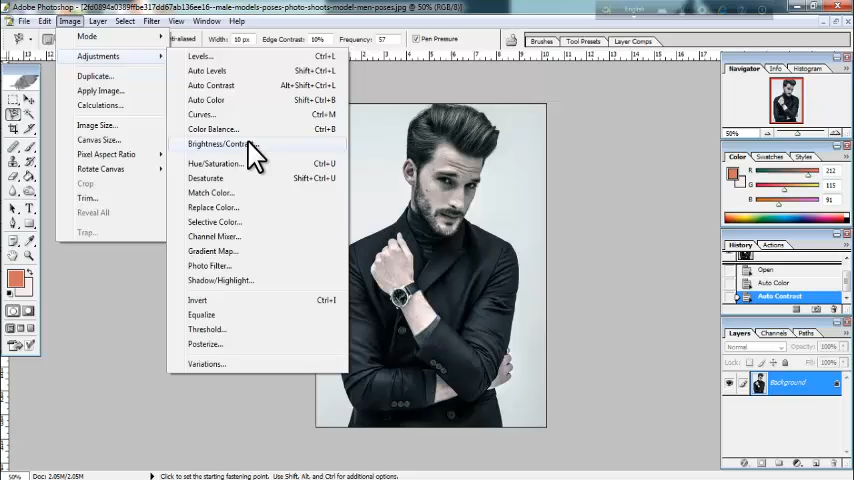 Adobe Photoshop - [2fd0894a0389bfbe317dd67ab136ee16--male-models-poses-photo-shoots-model-men-poses.jpg @ 50% (RGB/8)]
English
File Edit Image Layer Select Filter View Window Help
Width: 10 px Edge Contrast: 10% Frequency: 57 Pen Pressure
Brushes Tool Presets Layer Comps
Mode
Adjustments
Duplicate...
Apply Image...
Calculations...
Image Size...
Canvas Size...
Pixel Aspect Ratio
Rotate Canvas
Crop
Trim...
Reveal All
Trap...
Levels... Ctrl+L
Auto Levels Shift+Ctrl+L
Auto Contrast Alt+Shift+Ctrl+L
Auto Color Shift+Ctrl+B
Curves... Ctrl+M
Color Balance... Ctrl+B
Brightness/Contrast...
Hue/Saturation... Ctrl+U
Desaturate Shift+Ctrl+U
Match Color...
Replace Color...
Selective Color...
Channel Mixer...
Gradient Map...
Photo Filter...
Shadow/Highlight...
Invert Ctrl+I
Equalize
Threshold...
Posterize...
Variations...
Navigator Info Histogram
50%
Color Swatches Styles
R 212
G 115
B 91
History Actions
Open
Auto Color
Auto Contrast
Layers Channels Paths
Normal Opacity: 100%
Lock: Fill: 100%
Background
50% Doc: 2.05M/2.05M Click to set the starting fastening point. Use Shift, Alt, and Ctrl for additional options.